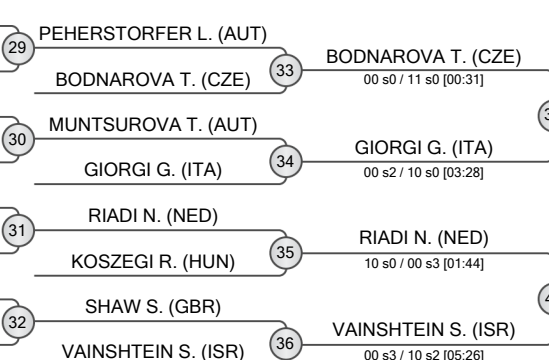 PEHERSTORFER L. (AUT)
29
BODNAROVA T. (CZE)
33
BODNAROVA T. (CZE)
00 s0 / 11 s0 [00:31]
MUNTSUROVA T. (AUT)
30
GIORGI G. (ITA)
34
GIORGI G. (ITA)
00 s2 / 10 s0 [03:28]
RIADI N. (NED)
31
KOSZEGI R. (HUN)
35
RIADI N. (NED)
10 s0 / 00 s3 [01:44]
SHAW S. (GBR)
32
VAINSHTEIN S. (ISR)
36
VAINSHTEIN S. (ISR)
00 s3 / 10 s2 [05:26]